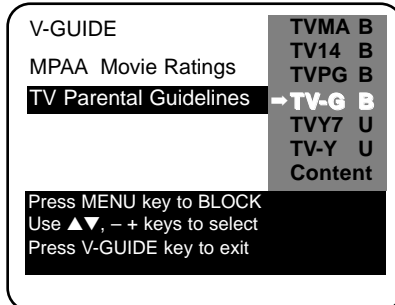 V-GUIDE
MPAA Movie Ratings
TV Parental Guidelines
TVMA B
TV14 B
TVPG B
➡TV-G B
TVY7 U
TV-Y U
Content
Press MENU key to BLOCK
Use ▲▼, – + keys to select
Press V-GUIDE key to exit